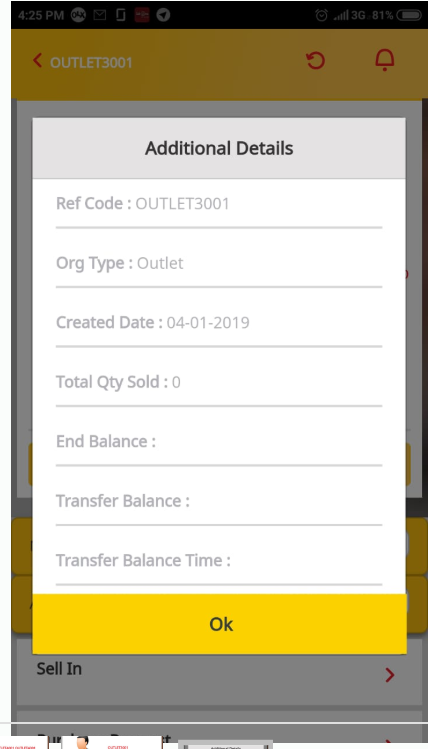 4:25 PM 3G 81%
OUTLET3001
Additional Details
Ref Code : OUTLET3001
Org Type : Outlet
Created Date : 04-01-2019
Total Qty Sold : 0
End Balance :
Transfer Balance :
Transfer Balance Time :
Ok
Sell In